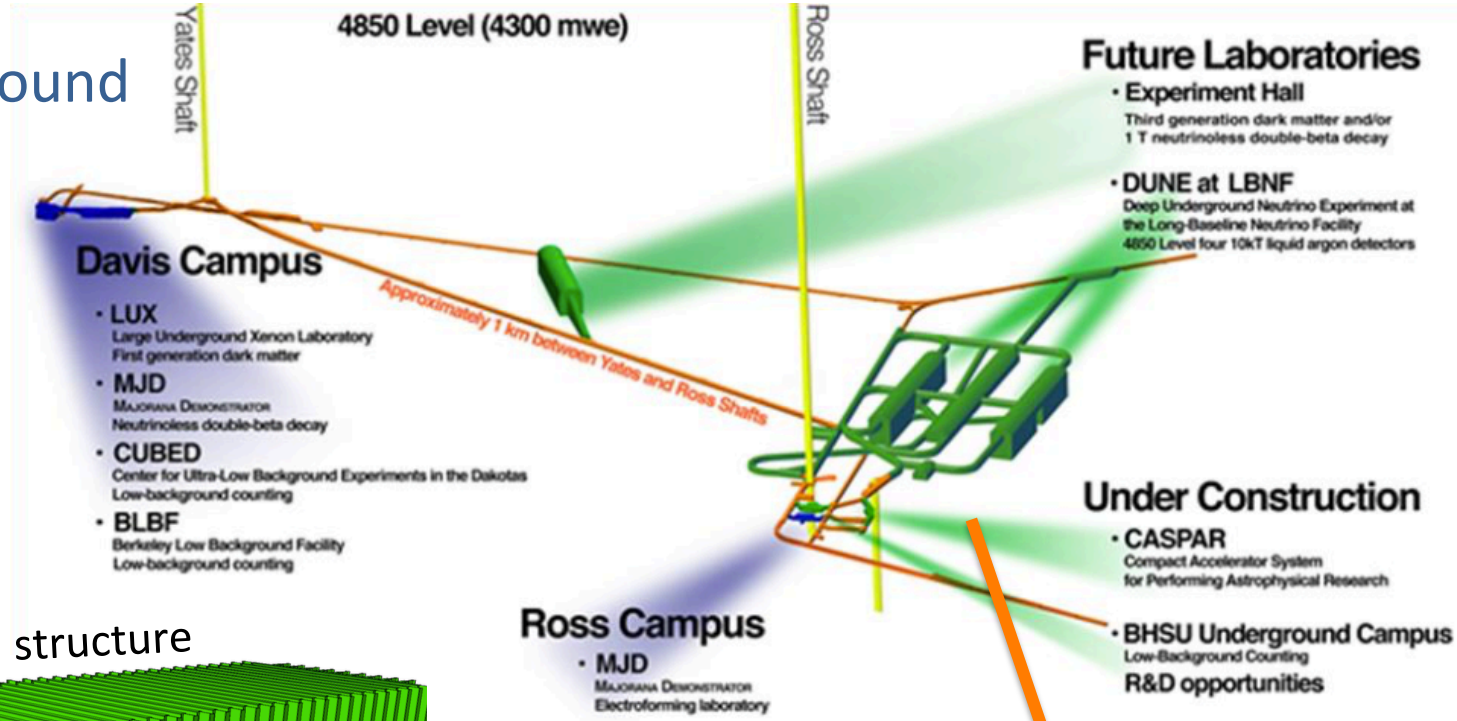 ound
Yates Shaft
4850 Level (4300 mwe)
Ross Shaft
Future Laboratories
· Experiment Hall
Third generation dark matter and/or
1 T neutrinoless double-beta decay
· DUNE at LBNF
Deep Underground Neutrino Experiment at
the Long-Baseline Neutrino Facility
4850 Level four 10kT liquid argon detectors
Davis Campus
· LUX
Large Underground Xenon Laboratory
First generation dark matter
· MJD
MAJORANA DEMONSTRATOR
Neutrinoless double-beta decay
· CUBED
Center for Ultra-Low Background Experiments in the Dakotas
Low-background counting
· BLBF
Berkeley Low Background Facility
Low-background counting
Approximately 1 km between Yates and Ross Shafts
Under Construction
· CASPAR
Compact Accelerator System
for Performing Astrophysical Research
· BHSU Underground Campus
Low-Background Counting
R&D opportunities
Ross Campus
· MJD
MAJORANA DEMONSTRATOR
Electroforming laboratory
structure